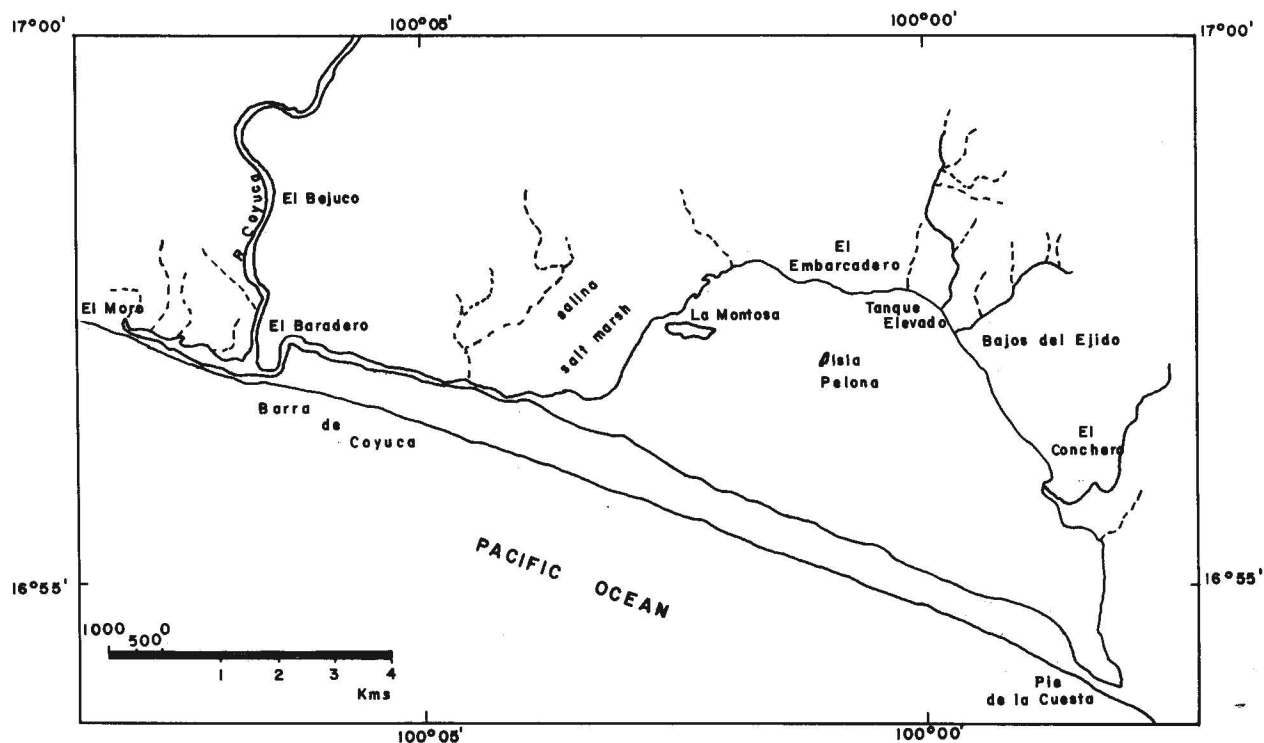 17°00'
100°05'
100°00'
17°00'
R Coyuca
El Bejuco
El More
El Baradero
salina
salt marsh
La Montosa
El
Embarcadero
Tanque
Elevado
Bajos del Ejido
Isla
Pelona
El
Conchero
Barra
de
Coyuca
PACIFIC OCEAN
16°55'
16°55'
1000 500 0
1 2 3 4
Kms
Pie
de la Cuesta
100°05'
100°00'